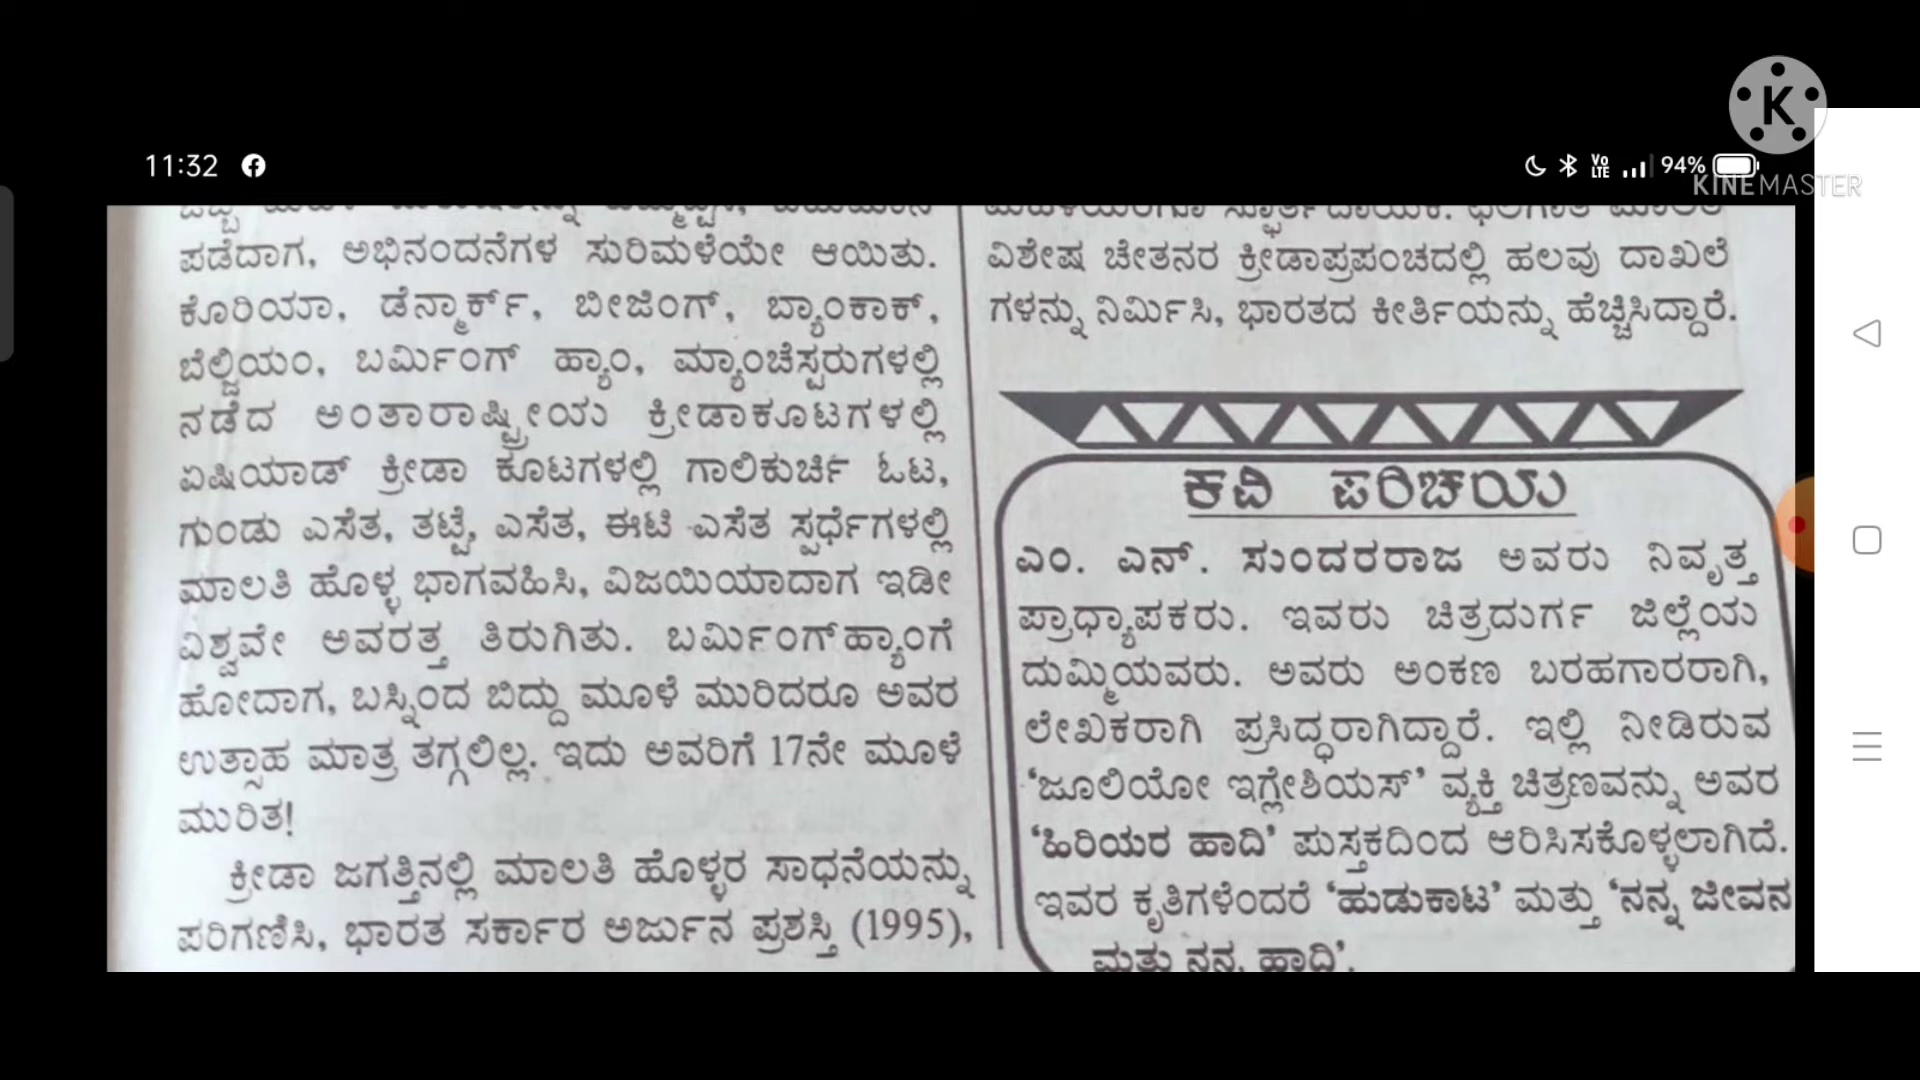 11:32
94%
K
KINEMASTER
ಪಡೆದಾಗ, ಅಭಿನಂದನೆಗಳ ಸುರಿಮಳೆಯೇ ಆಯಿತು.
ಕೊರಿಯಾ, ಡೆನ್ಮಾರ್ಕ್, ಬೀಜಿಂಗ್, ಬ್ಯಾಂಕಾಕ್,
ಬೆಲ್ಜಿಯಂ, ಬರ್ಮಿಂಗ್ ಹ್ಯಾಂ, ಮ್ಯಾಂಚೆಸ್ಟರುಗಳಲ್ಲಿ
ನಡೆದ ಅಂತಾರಾಷ್ಟ್ರೀಯ ಕ್ರೀಡಾಕೂಟಗಳಲ್ಲಿ
ಏಷಿಯಾಡ್ ಕ್ರೀಡಾ ಕೂಟಗಳಲ್ಲಿ ಗಾಲಿಕುರ್ಚಿ ಓಟ,
ಗುಂಡು ಎಸೆತ, ತಟ್ಟೆ, ಎಸೆತ, ಈಟಿ ಎಸೆತ ಸ್ಪರ್ಧೆಗಳಲ್ಲಿ
ಮಾಲತಿ ಹೊಳ್ಳ ಭಾಗವಹಿಸಿ, ವಿಜಯಿಯಾದಾಗ ಇಡೀ
ವಿಶ್ವವೇ ಅವರತ್ತ ತಿರುಗಿತು. ಬರ್ಮಿಂಗ್‌ಹ್ಯಾಂಗೆ
ಹೋದಾಗ, ಬಸ್ನಿಂದ ಬಿದ್ದು ಮೂಳೆ ಮುರಿದರೂ ಅವರ
ಉತ್ಸಾಹ ಮಾತ್ರ ತಗ್ಗಲಿಲ್ಲ. ಇದು ಅವರಿಗೆ 17ನೇ ಮೂಳೆ
ಮುರಿತ!
ಕ್ರೀಡಾ ಜಗತ್ತಿನಲ್ಲಿ ಮಾಲತಿ ಹೊಳ್ಳರ ಸಾಧನೆಯನ್ನು
ಪರಿಗಣಿಸಿ, ಭಾರತ ಸರ್ಕಾರ ಅರ್ಜುನ ಪ್ರಶಸ್ತಿ (1995),
ವಿಶೇಷ ಚೇತನರ ಕ್ರೀಡಾಪ್ರಪಂಚದಲ್ಲಿ ಹಲವು ದಾಖಲೆ
ಗಳನ್ನು ನಿರ್ಮಿಸಿ, ಭಾರತದ ಕೀರ್ತಿಯನ್ನು ಹೆಚ್ಚಿಸಿದ್ದಾರೆ.
ಕವಿ ಪರಿಚಯ
ಎಂ. ಎನ್. ಸುಂದರರಾಜ ಅವರು ನಿವೃತ್ತ
ಪ್ರಾಧ್ಯಾಪಕರು. ಇವರು ಚಿತ್ರದುರ್ಗ ಜಿಲ್ಲೆಯ
ದುಮ್ಮಿಯವರು. ಅವರು ಅಂಕಣ ಬರಹಗಾರರಾಗಿ,
ಲೇಖಕರಾಗಿ ಪ್ರಸಿದ್ಧರಾಗಿದ್ದಾರೆ. ಇಲ್ಲಿ ನೀಡಿರುವ
‘ಜೂಲಿಯೋ ಇಗ್ಲೇಶಿಯಸ್’ ವ್ಯಕ್ತಿ ಚಿತ್ರಣವನ್ನು ಅವರ
‘ಹಿರಿಯರ ಹಾದಿ’ ಪುಸ್ತಕದಿಂದ ಆರಿಸಿಸಕೊಳ್ಳಲಾಗಿದೆ.
ಇವರ ಕೃತಿಗಳೆಂದರೆ ‘ಹುಡುಕಾಟ’ ಮತ್ತು ‘ನನ್ನ ಜೀವನ
ಮತ್ತು ನನ್ನ ಹಾದಿ’.